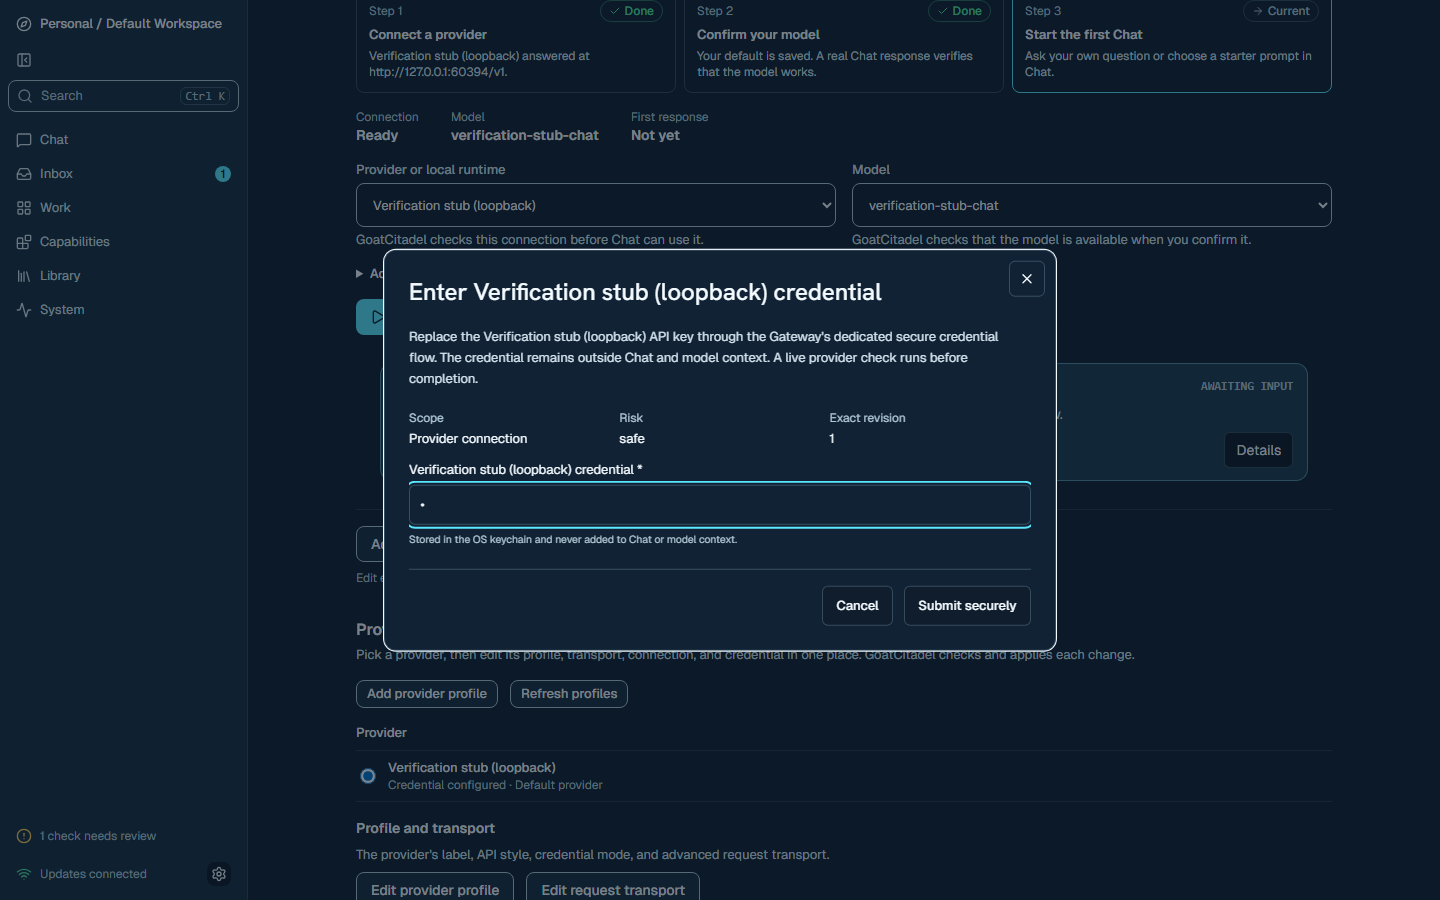 Personal / Default Workspace
Search
Ctrl K
Chat
Inbox
1
Work
Capabilities
Library
System
1 check needs review
Updates connected
Step 1
Done
Connect a provider
Verification stub (loopback) answered at
http://127.0.0.1:60394/v1.
Step 2
Done
Confirm your model
Your default is saved. A real Chat response verifies
that the model works.
Step 3
Current
Start the first Chat
Ask your own question or choose a starter prompt in
Chat.
Connection
Ready
Model
verification-stub-chat
First response
Not yet
Provider or local runtime
Verification stub (loopback)
GoatCitadel checks this connection before Chat can use it.
Model
verification-stub-chat
GoatCitadel checks that the model is available when you confirm it.
Enter Verification stub (loopback) credential
Replace the Verification stub (loopback) API key through the Gateway's dedicated secure credential
flow. The credential remains outside Chat and model context. A live provider check runs before
completion.
Scope
Provider connection
Risk
safe
Exact revision
1
Verification stub (loopback) credential *
•
Stored in the OS keychain and never added to Chat or model context.
Cancel
Submit securely
AWAITING INPUT
Details
Edit
Pick a provider, then edit its profile, transport, connection, and credential in one place. GoatCitadel checks and applies each change.
Add provider profile
Refresh profiles
Provider
Verification stub (loopback)
Credential configured · Default provider
Profile and transport
The provider's label, API style, credential mode, and advanced request transport.
Edit provider profile
Edit request transport